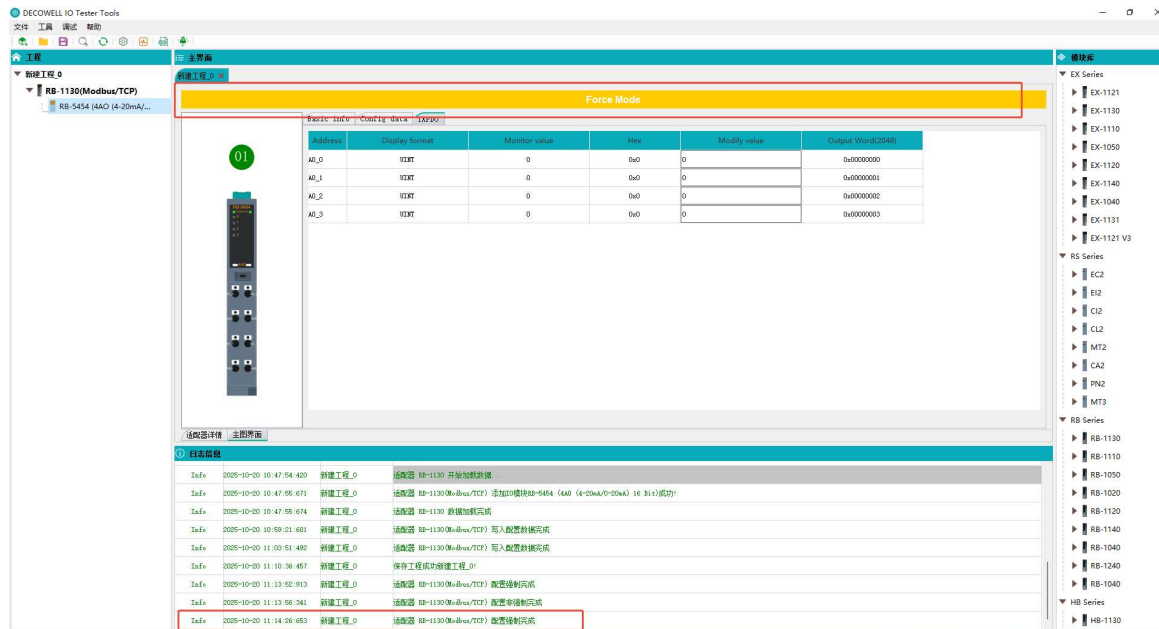 DECOWELL IO Tester Tools
文件 工具 调试 帮助
工程
新建工程_0
RB-1130(Modbus/TCP)
RB-5454 (4AO (4-20mA/...
主界面
新建工程_0 ×
Force Mode
Basic info Config data IXPDO
01
Address Display format Monitor value Hex Modify value Output Word(2048)
AO_0 UINT 0 0x0 0 0x00000000
AO_1 UINT 0 0x0 0 0x00000001
AO_2 UINT 0 0x0 0 0x00000002
AO_3 UINT 0 0x0 0 0x00000003
适配器详情 主图界面
日志信息
Info 2025-10-20 10:47:54:420 新建工程_0 适配器 RB-1130 开始加载数据...
Info 2025-10-20 10:47:55:671 新建工程_0 适配器 RB-1130(Modbus/TCP) 添加IO模块RB-5454 (4AO (4-20mA/0-20mA) 16 Bit)成功!
Info 2025-10-20 10:47:55:674 新建工程_0 适配器 RB-1130 数据加载完成
Info 2025-10-20 10:59:21:601 新建工程_0 适配器 RB-1130(Modbus/TCP) 写入配置数据完成
Info 2025-10-20 11:03:51:492 新建工程_0 适配器 RB-1130(Modbus/TCP) 写入配置数据完成
Info 2025-10-20 11:10:36:457 新建工程_0 保存工程成功新建工程_0!
Info 2025-10-20 11:13:52:913 新建工程_0 适配器 RB-1130(Modbus/TCP) 配置强制完成
Info 2025-10-20 11:13:56:341 新建工程_0 适配器 RB-1130(Modbus/TCP) 配置非强制完成
Info 2025-10-20 11:14:26:653 新建工程_0 适配器 RB-1130(Modbus/TCP) 配置强制完成
模块库
EX Series
EX-1121
EX-1130
EX-1110
EX-1050
EX-1120
EX-1140
EX-1040
EX-1131
EX-1121 V3
RS Series
EC2
EI2
CI2
CL2
MT2
CA2
PN2
MT3
RB Series
RB-1130
RB-1110
RB-1050
RB-1020
RB-1120
RB-1140
RB-1040
RB-1240
RB-1040
HB Series
HB-1130